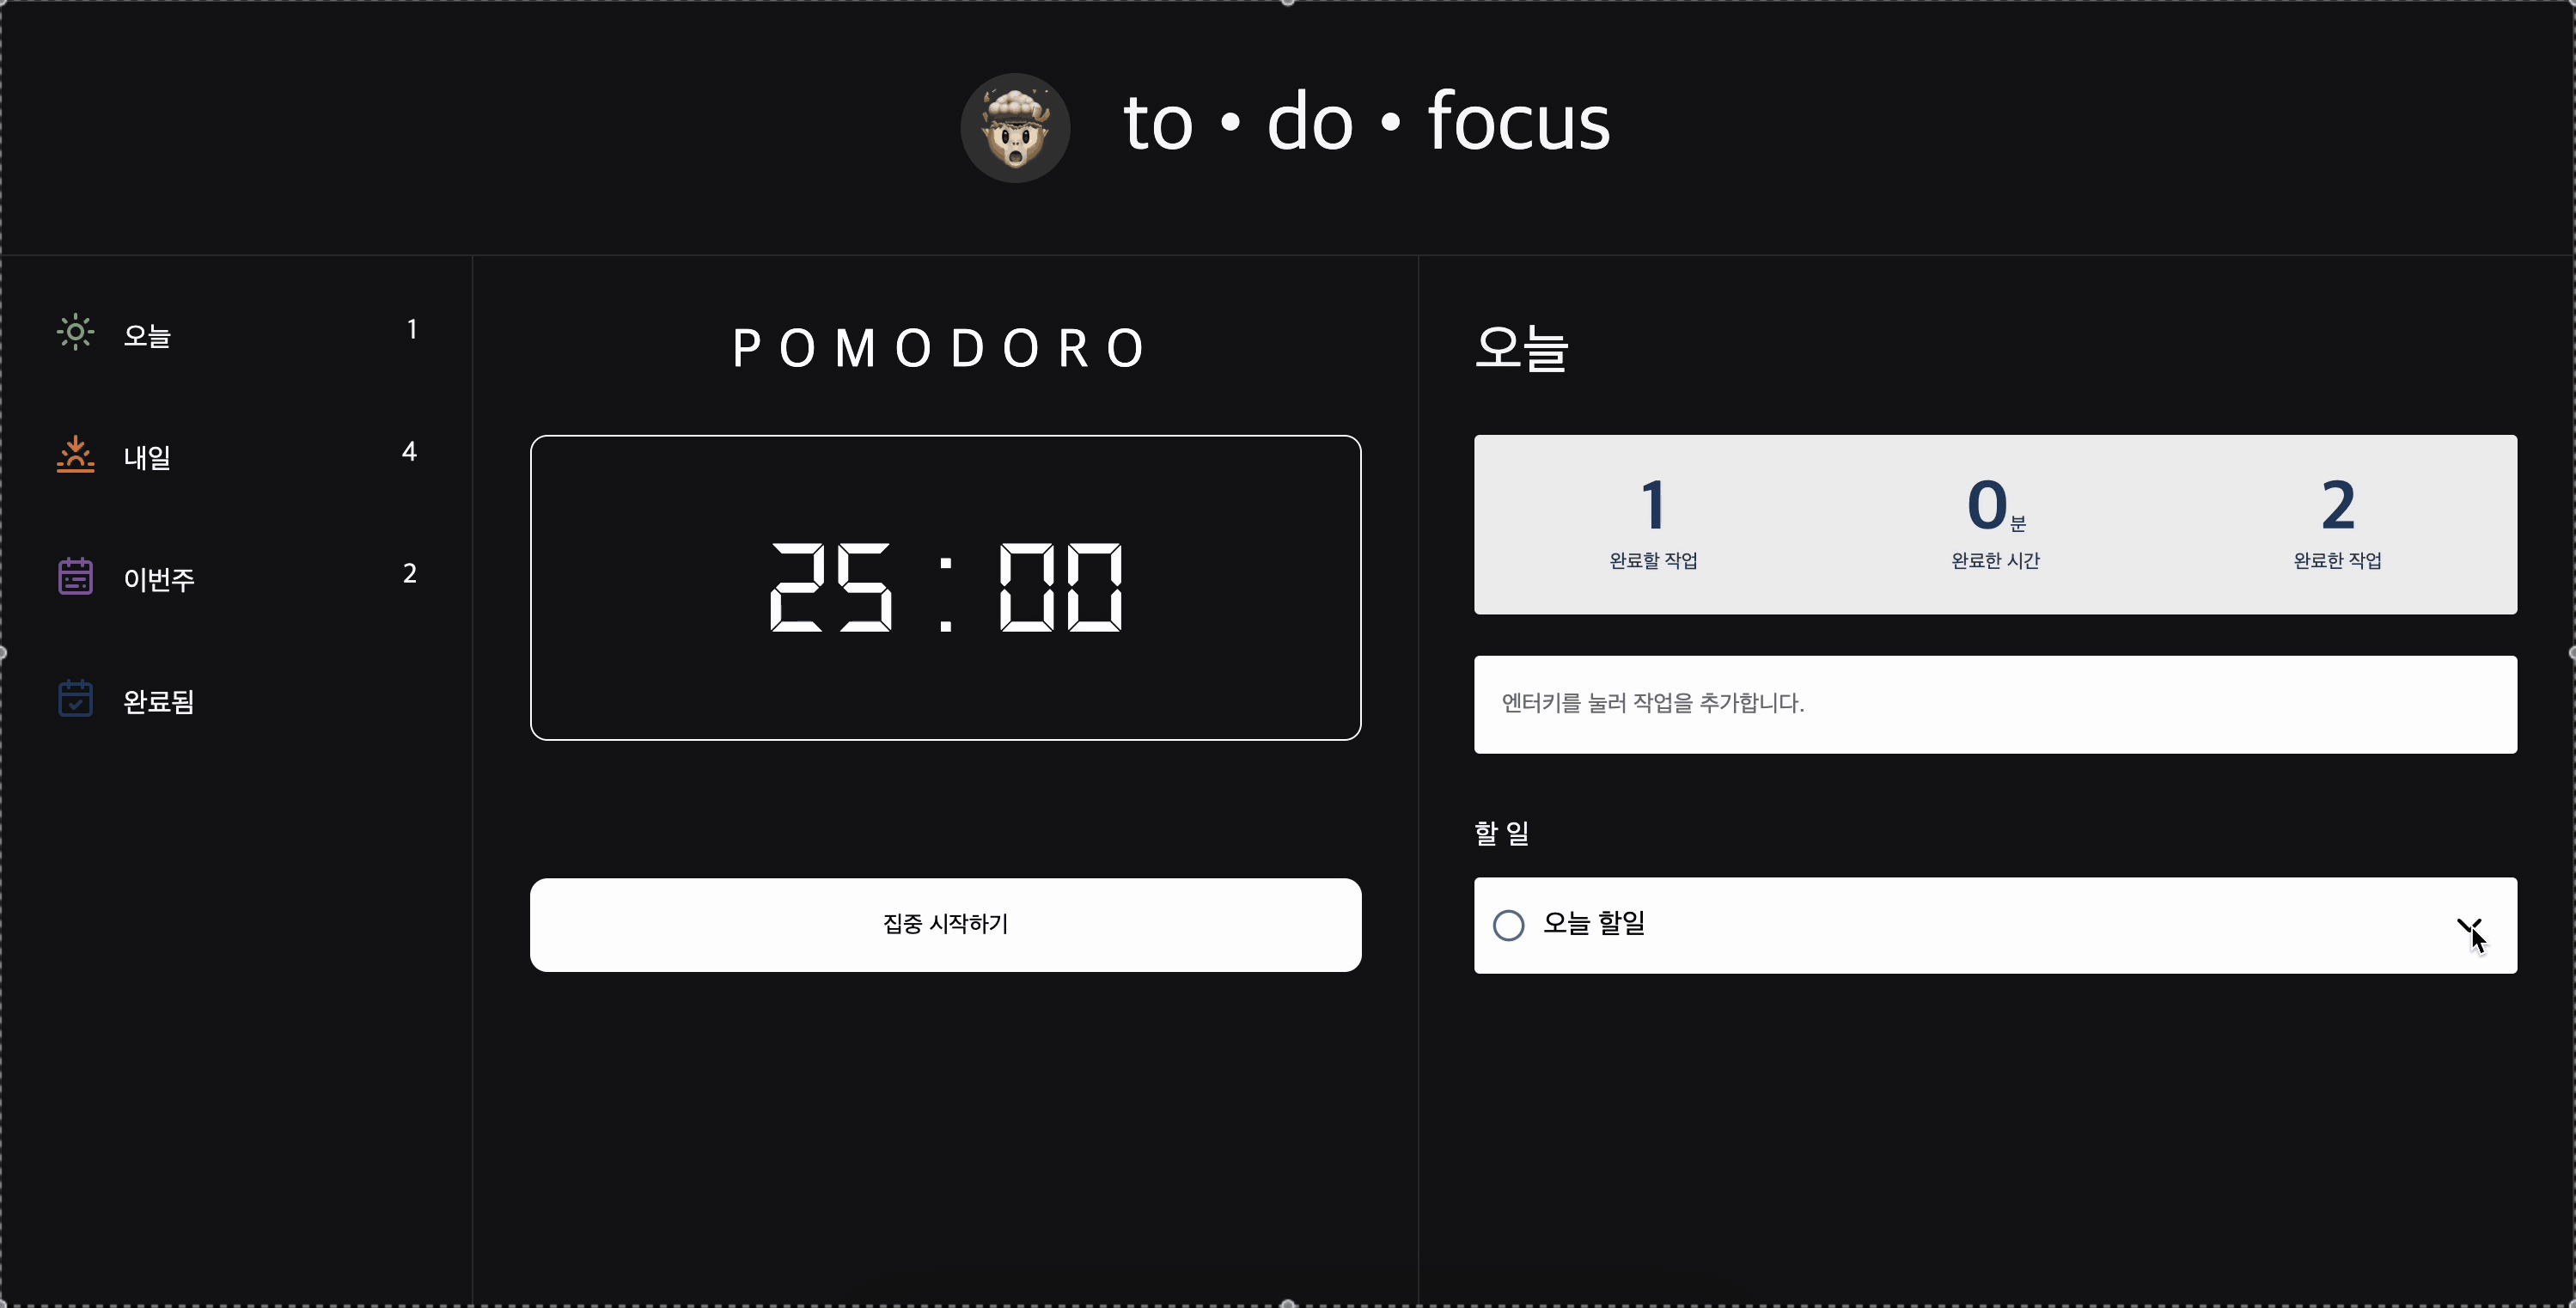 to • do • focus
오늘 1
내일 4
이번주 2
완료됨
POMODORO
25 : 00
집중 시작하기
오늘
1 0분 2
완료할 작업 완료한 시간 완료한 작업
엔터키를 눌러 작업을 추가합니다.
할 일
오늘 할일